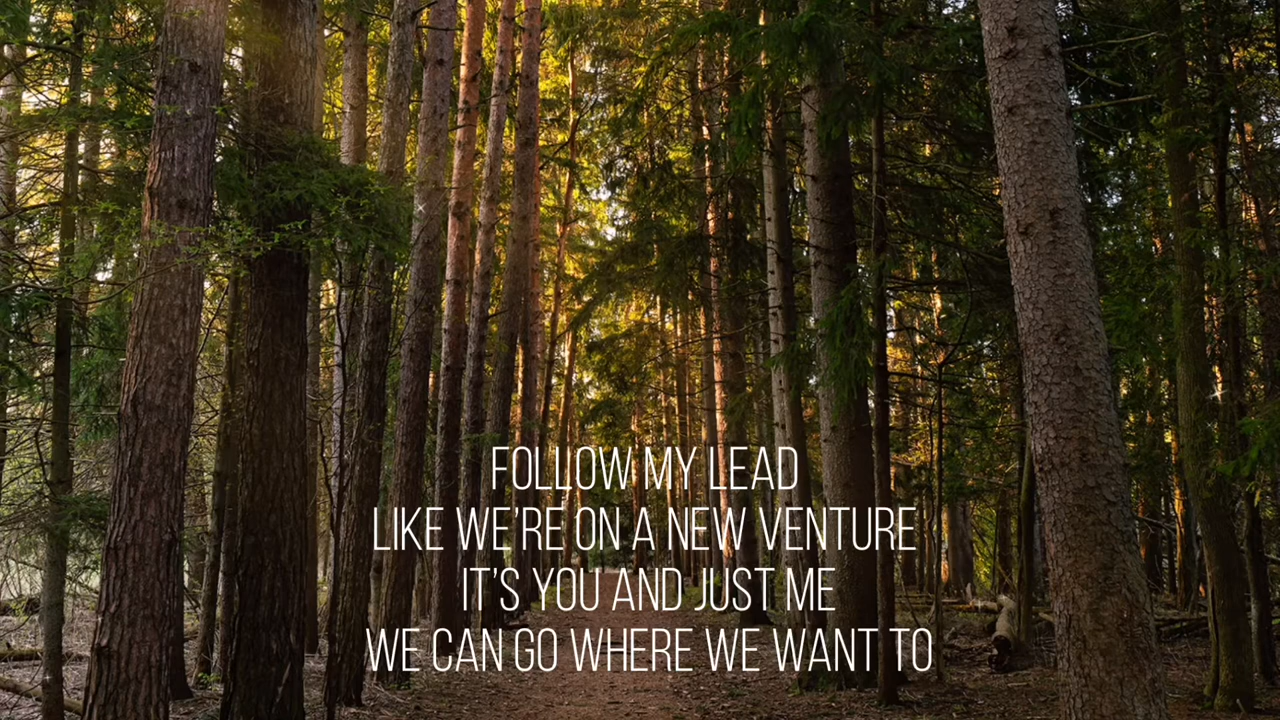 FOLLOW MY LEAD
LIKE WE'RE ON A NEW VENTURE
IT'S YOU AND JUST ME
WE CAN GO WHERE WE WANT TO